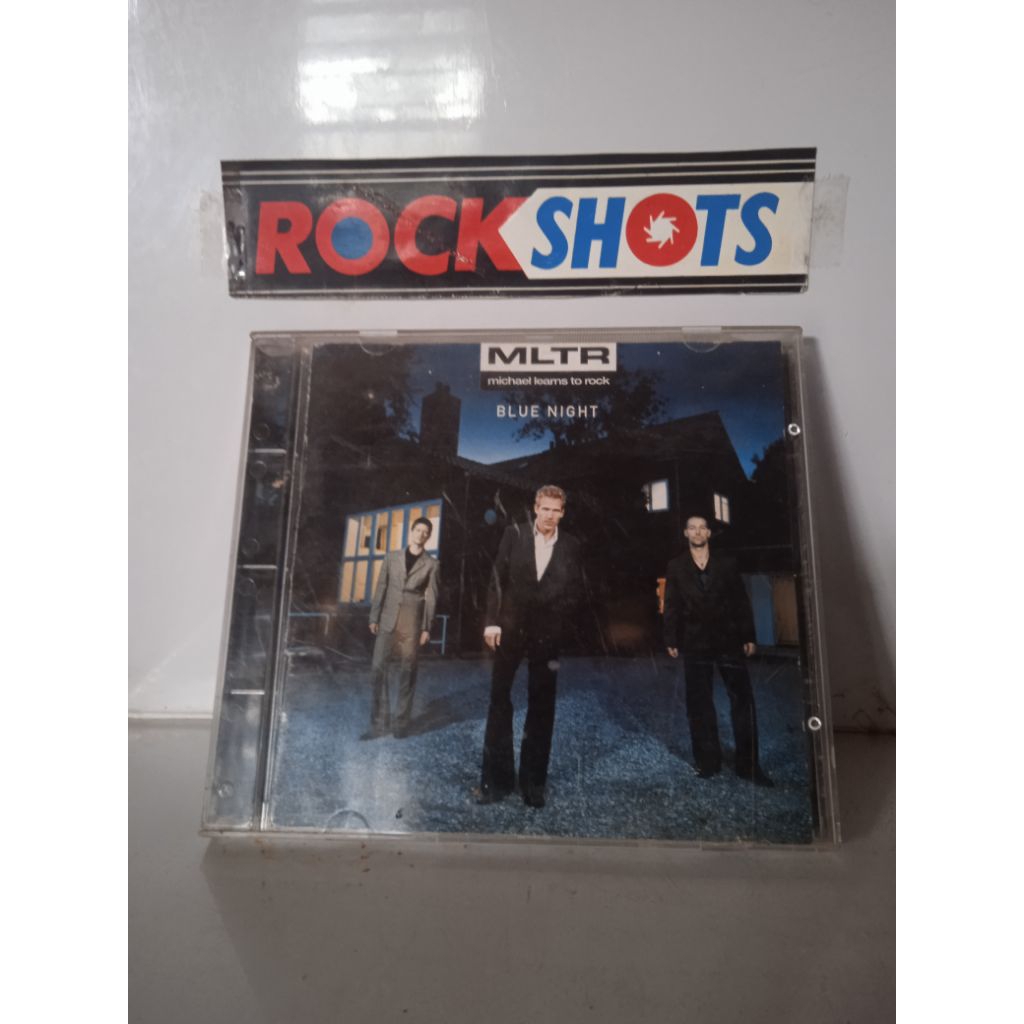 ROCKSHOTS
MLTR
michael learns to rock
BLUE NIGHT